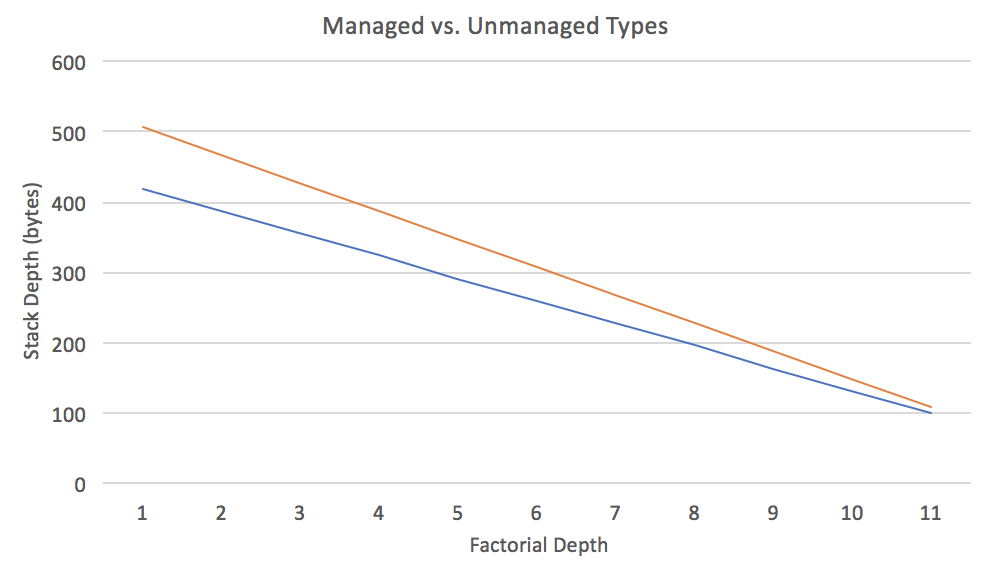 Managed vs. Unmanaged Types
600
500
400
300
200
100
0
Stack Depth (bytes)
1 2 3 4 5 6 7 8 9 10 11
Factorial Depth